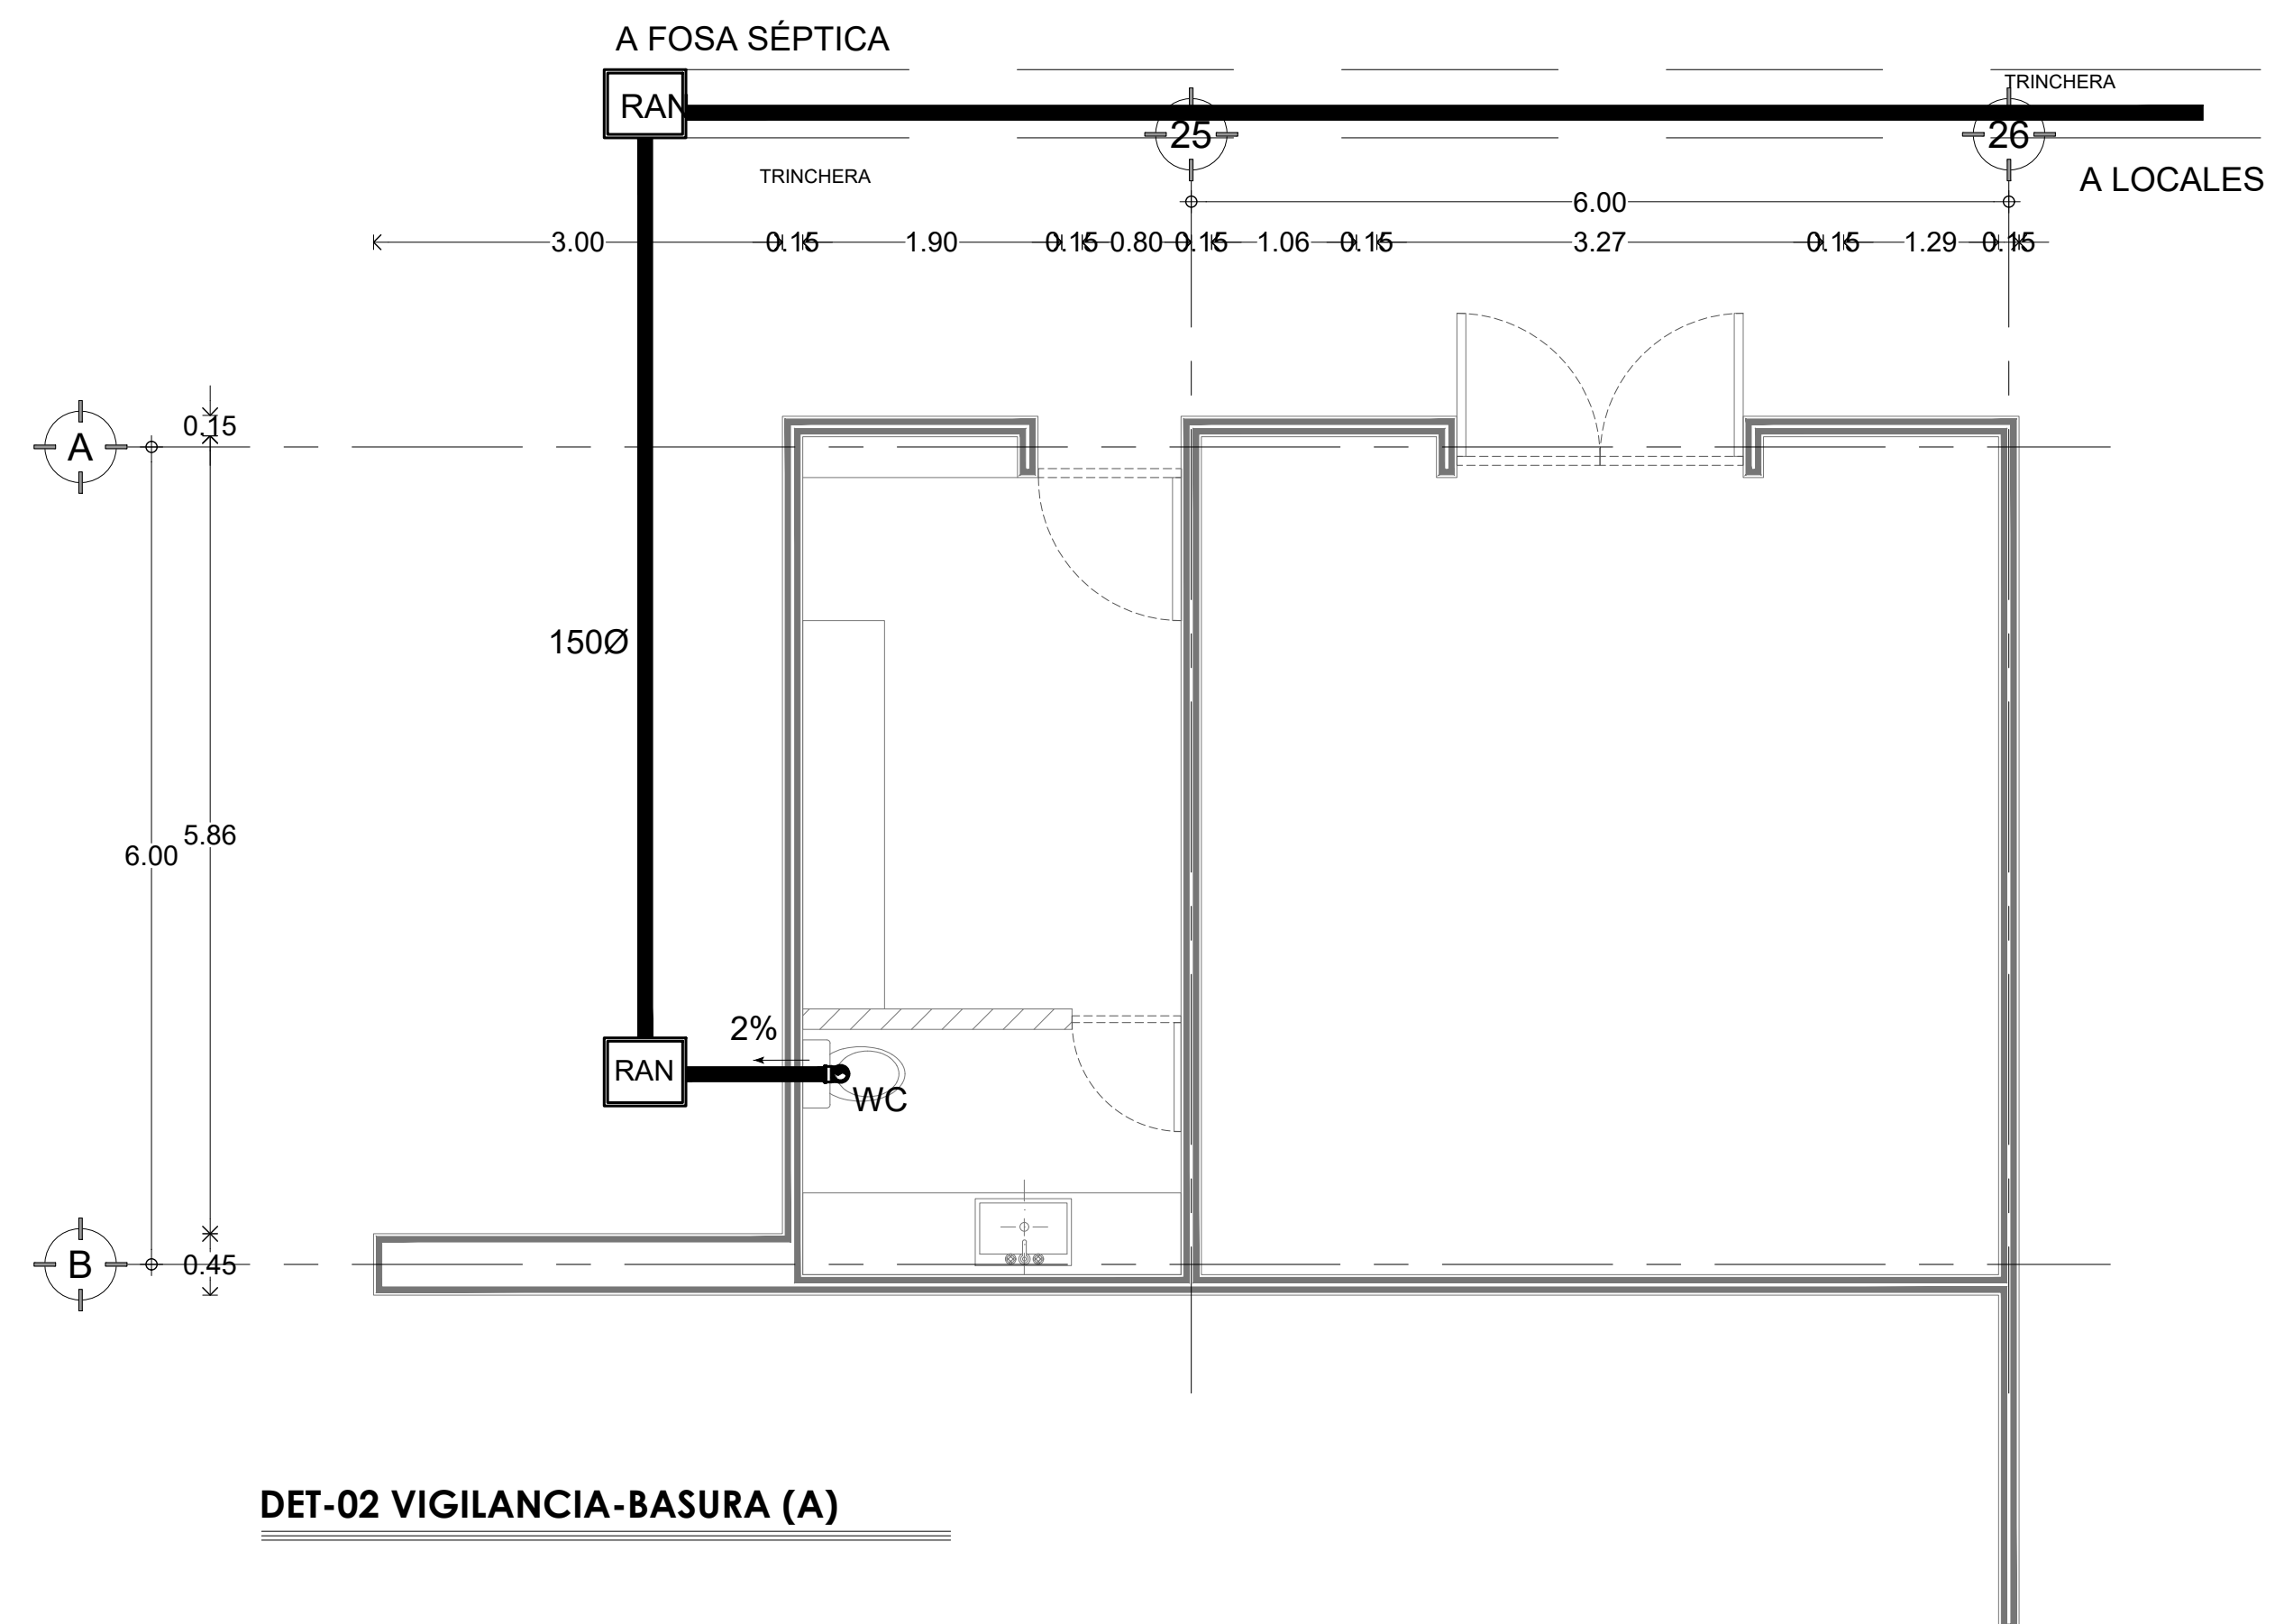 A FOSA SÉPTICA
RAN
TRINCHERA
25
26
TRINCHERA
A LOCALES
6.00
3.00
0.15
1.90
0.15
0.80
0.15
1.06
0.15
3.27
0.15
1.29
0.15
A
0.15
150Ø
5.86
6.00
2%
RAN
WC
B
0.45
DET-02 VIGILANCIA-BASURA (A)